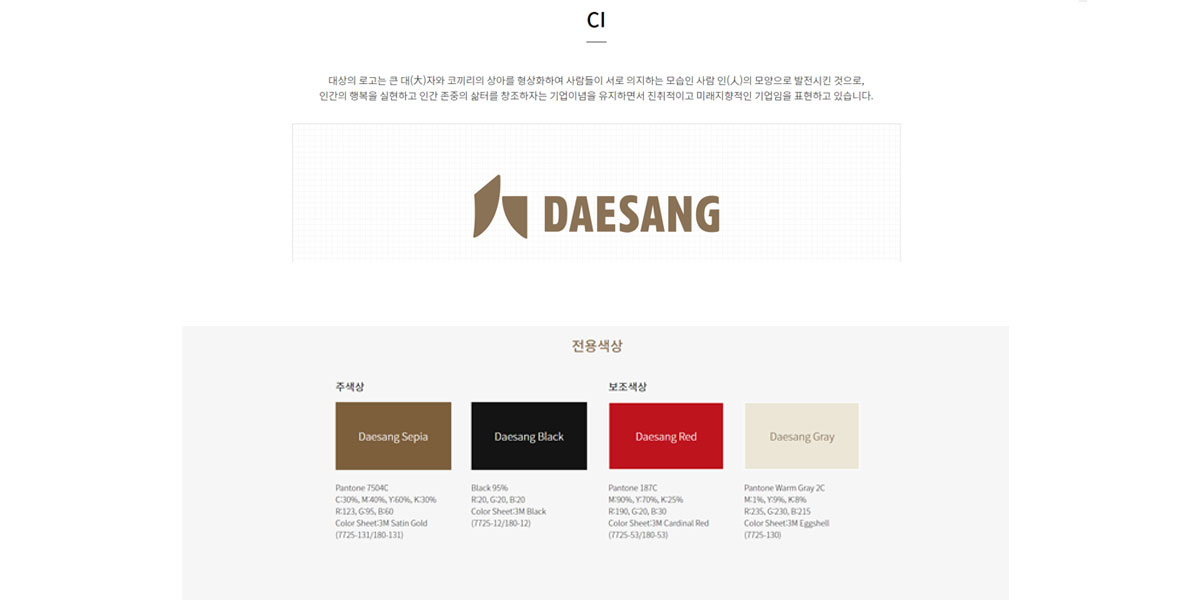 CI
대상의 로고는 큰 대(大)자와 코끼리의 상아를 형상화하여 사람들이 서로 의지하는 모습인 사람 인(人)의 모양으로 발전시킨 것으로,
인간의 행복을 실현하고 인간 존중의 삶터를 창조하자는 기업이념을 유지하면서 진취적이고 미래지향적인 기업임을 표현하고 있습니다.
DAESANG
전용색상
주색상
Daesang Sepia
Pantone 7504C
C:30%, M:40%, Y:60%, K:30%
R:123, G:95, B:60
Color Sheet:3M Satin Gold
(7725-131/180-131)
Daesang Black
Black 95%
R:20, G:20, B:20
Color Sheet:3M Black
(7725-12/180-12)
보조색상
Daesang Red
Pantone 187C
M:90%, Y:70%, K:25%
R:190, G:20, B:30
Color Sheet:3M Cardinal Red
(7725-53/180-53)
Daesang Gray
Pantone Warm Gray 2C
M:1%, Y:9%, K:8%
R:235, G:230, B:215
Color Sheet:3M Eggshell
(7725-130)